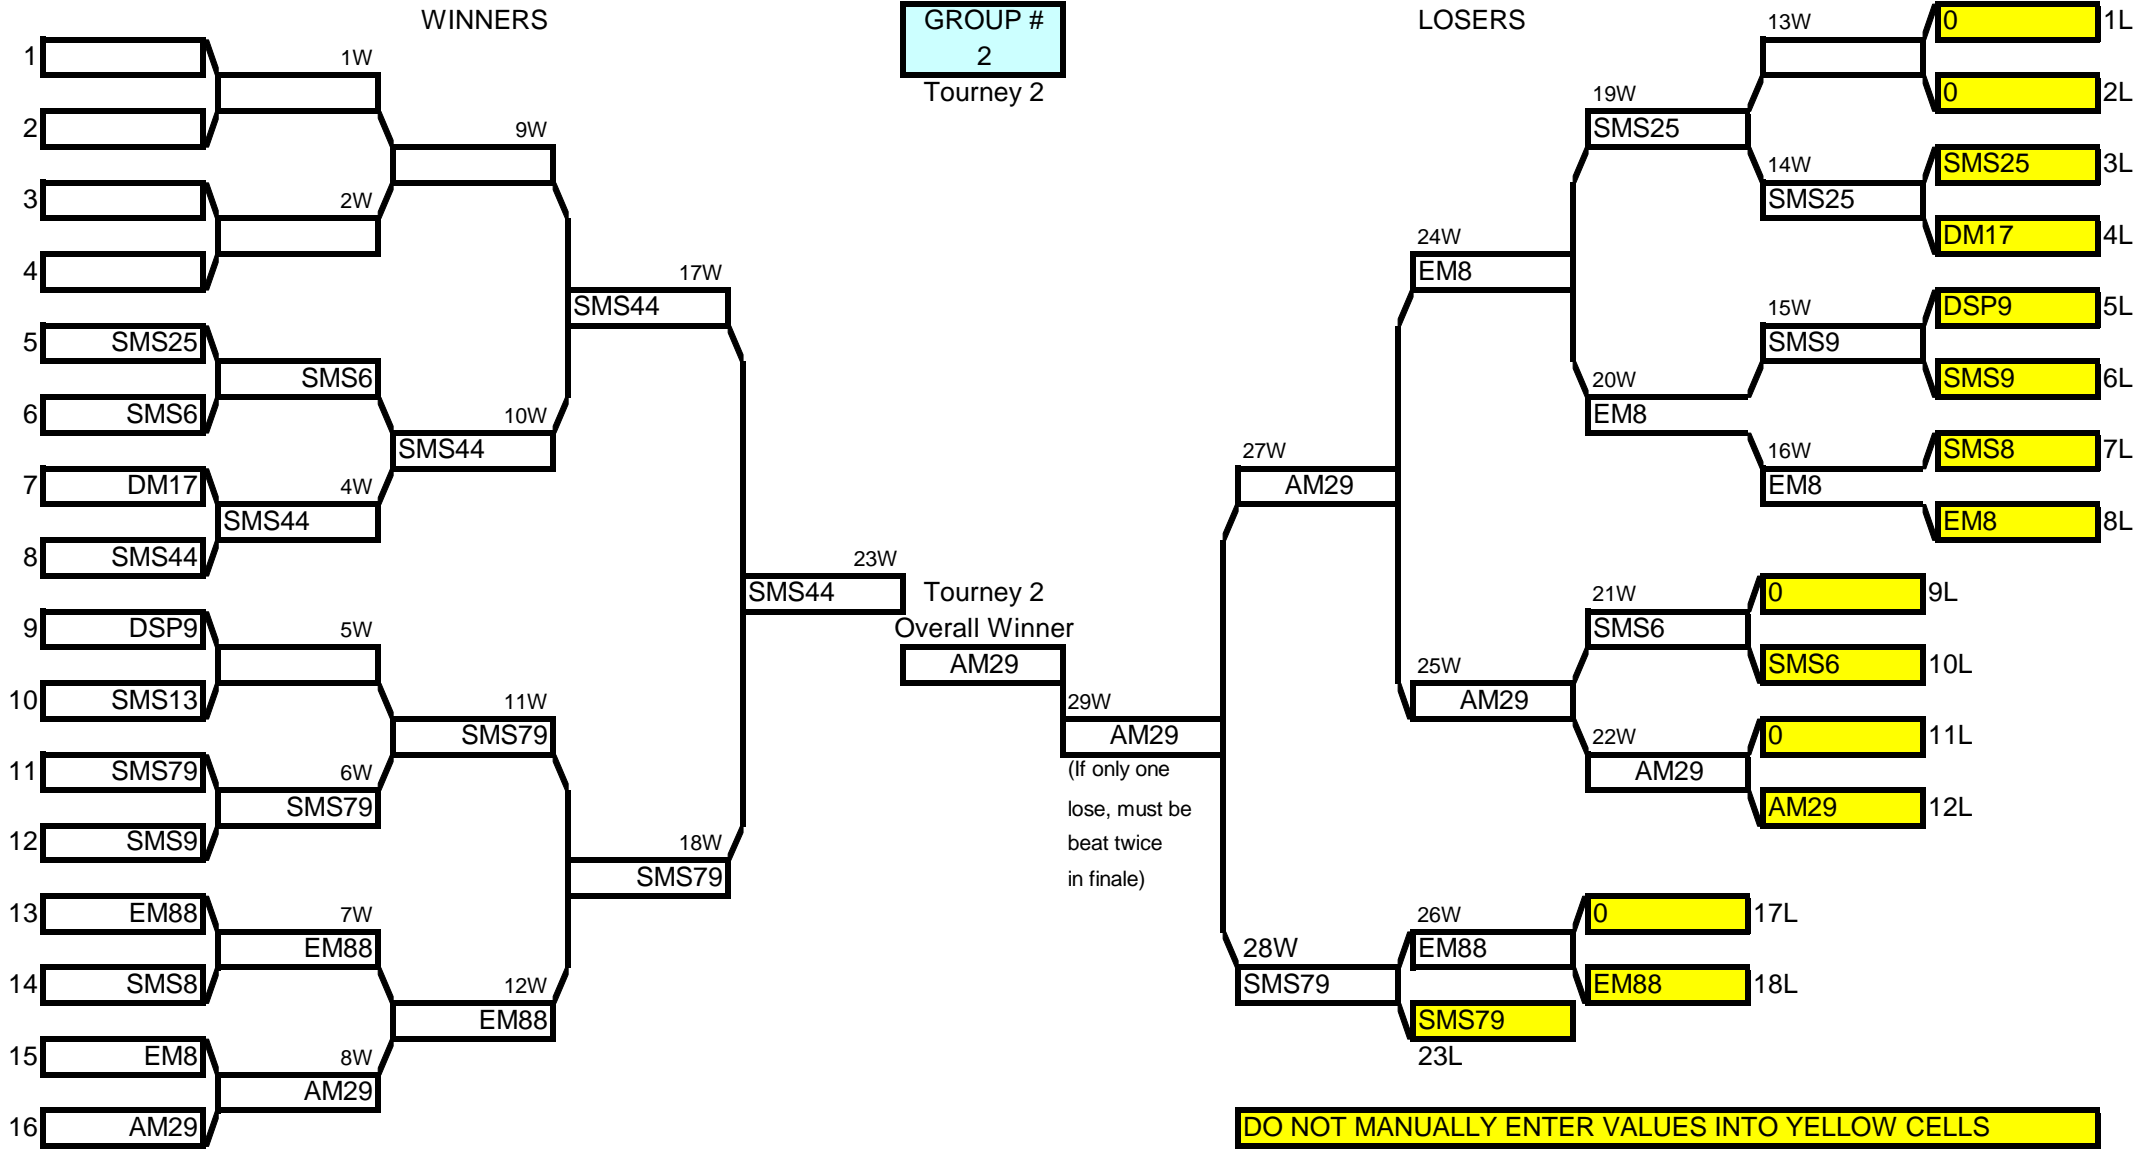 WINNERS
GROUP #
2
Tourney 2
LOSERS
1
1W
2
9W
3
2W
4
17W
SMS44
5 SMS25
SMS6
6 SMS6
10W
SMS44
7 DM17
4W
SMS44
8 SMS44
23W
SMS44
9 DSP9
5W
10 SMS13
11W
SMS79
11 SMS79
6W
SMS79
12 SMS9
18W
SMS79
13 EM88
7W
EM88
14 SMS8
12W
EM88
15 EM8
8W
AM29
16 AM29
Tourney 2
Overall Winner
AM29
29W
AM29
(If only one
lose, must be
beat twice
in finale)
27W
AM29
28W
SMS79
24W
EM8
25W
AM29
26W
EM88
SMS79
23L
19W
SMS25
20W
EM8
21W
SMS6
22W
AM29
0 17L
EM88 18L
13W
14W
SMS25
15W
SMS9
16W
EM8
0 9L
SMS6 10L
0 11L
AM29 12L
0 1L
0 2L
SMS25 3L
DM17 4L
DSP9 5L
SMS9 6L
SMS8 7L
EM8 8L
DO NOT MANUALLY ENTER VALUES INTO YELLOW CELLS